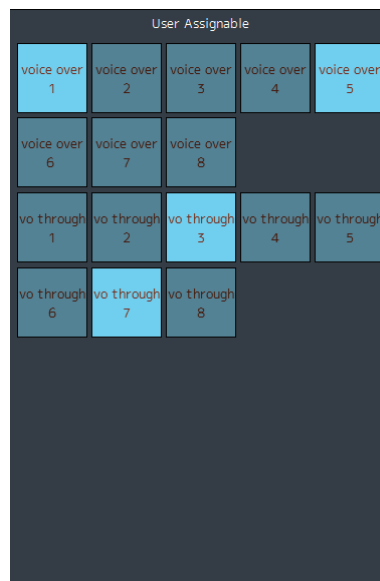 User Assignable
voice over 1
voice over 2
voice over 3
voice over 4
voice over 5
voice over 6
voice over 7
voice over 8
vo through 1
vo through 2
vo through 3
vo through 4
vo through 5
vo through 6
vo through 7
vo through 8